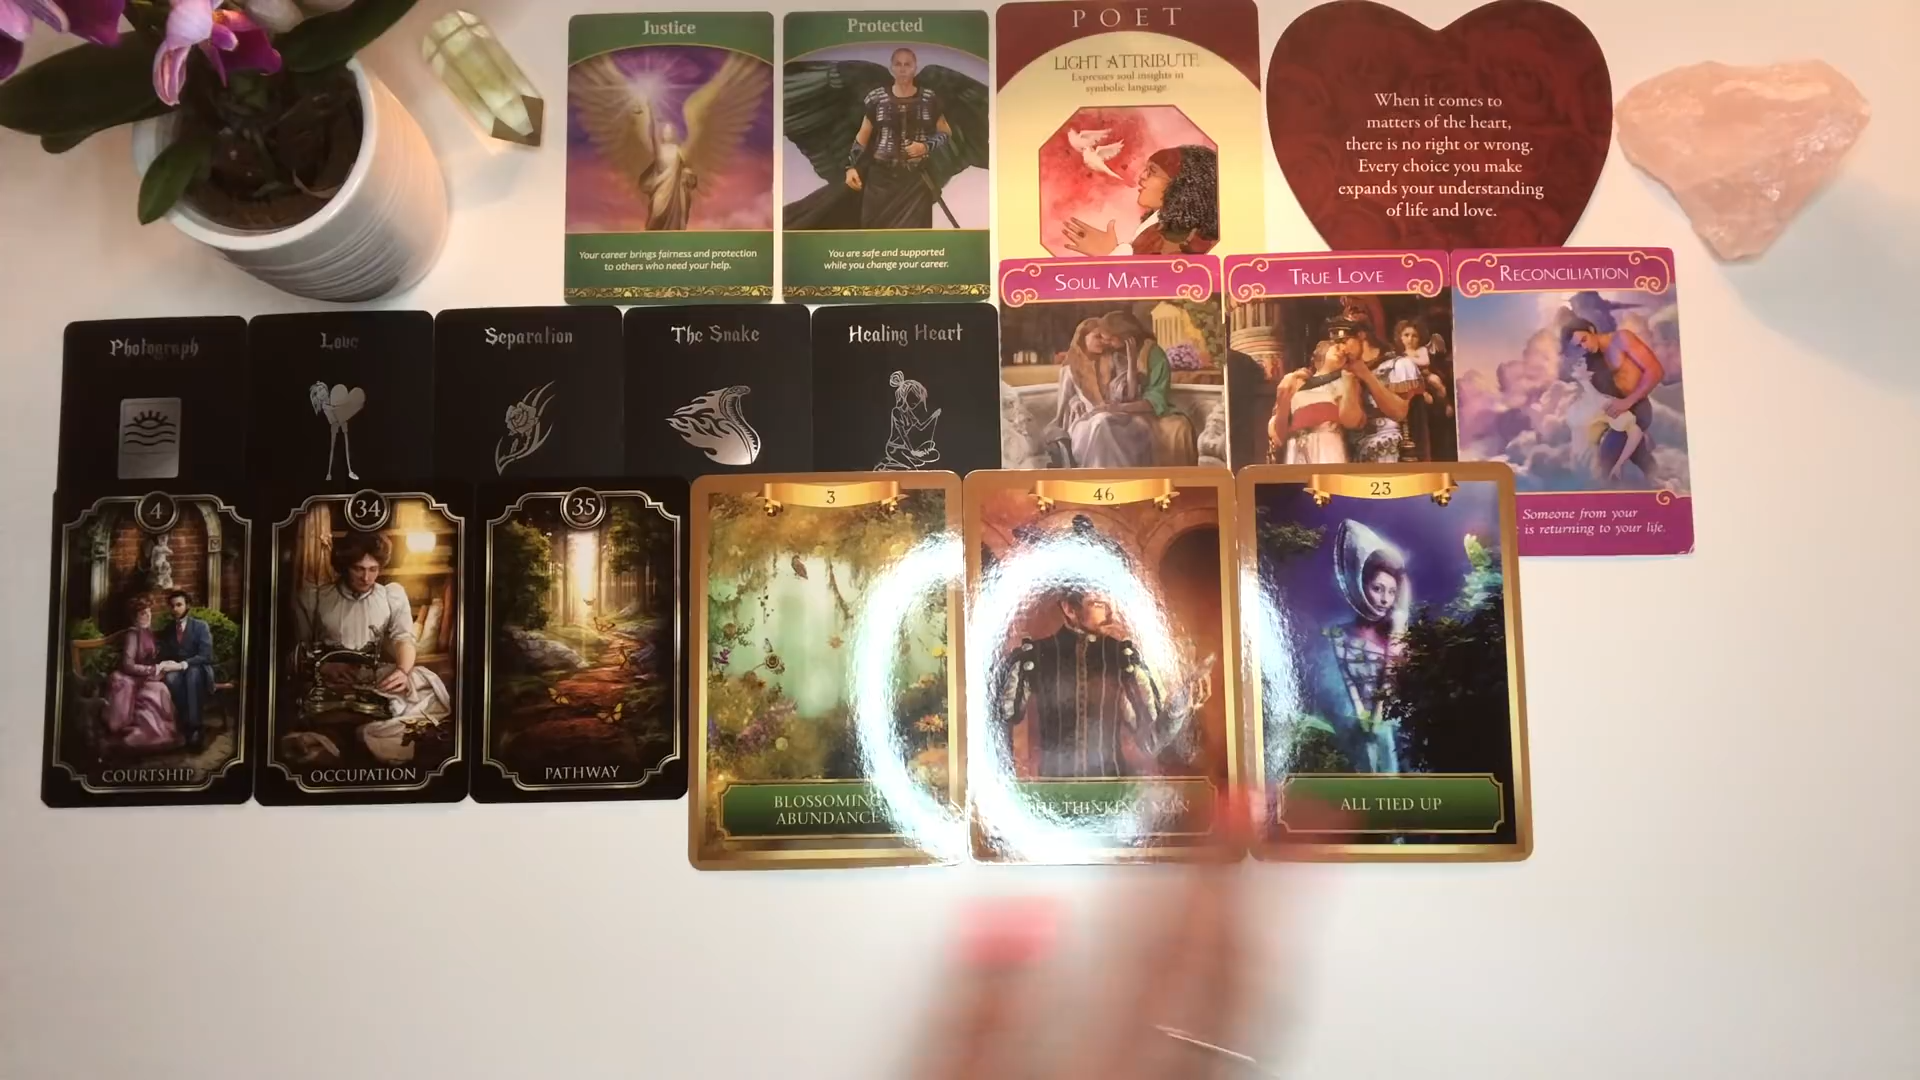 Justice
Your career brings fairness and protection
to others who need your help.
Protected
You are safe and supported
while you change your career.
POET
LIGHT ATTRIBUTE
Expresses soul insights in
symbolic language.
When it comes to
matters of the heart,
there is no right or wrong.
Every choice you make
expands your understanding
of life and love.
Photograph
Love
Separation
The Snake
Healing Heart
SOUL MATE
TRUE LOVE
RECONCILIATION
Someone from your
is returning to your life.
4
COURTSHIP
34
OCCUPATION
35
PATHWAY
3
BLOSSOMING
ABUNDANCE
46
THE THINKING MAN
23
ALL TIED UP